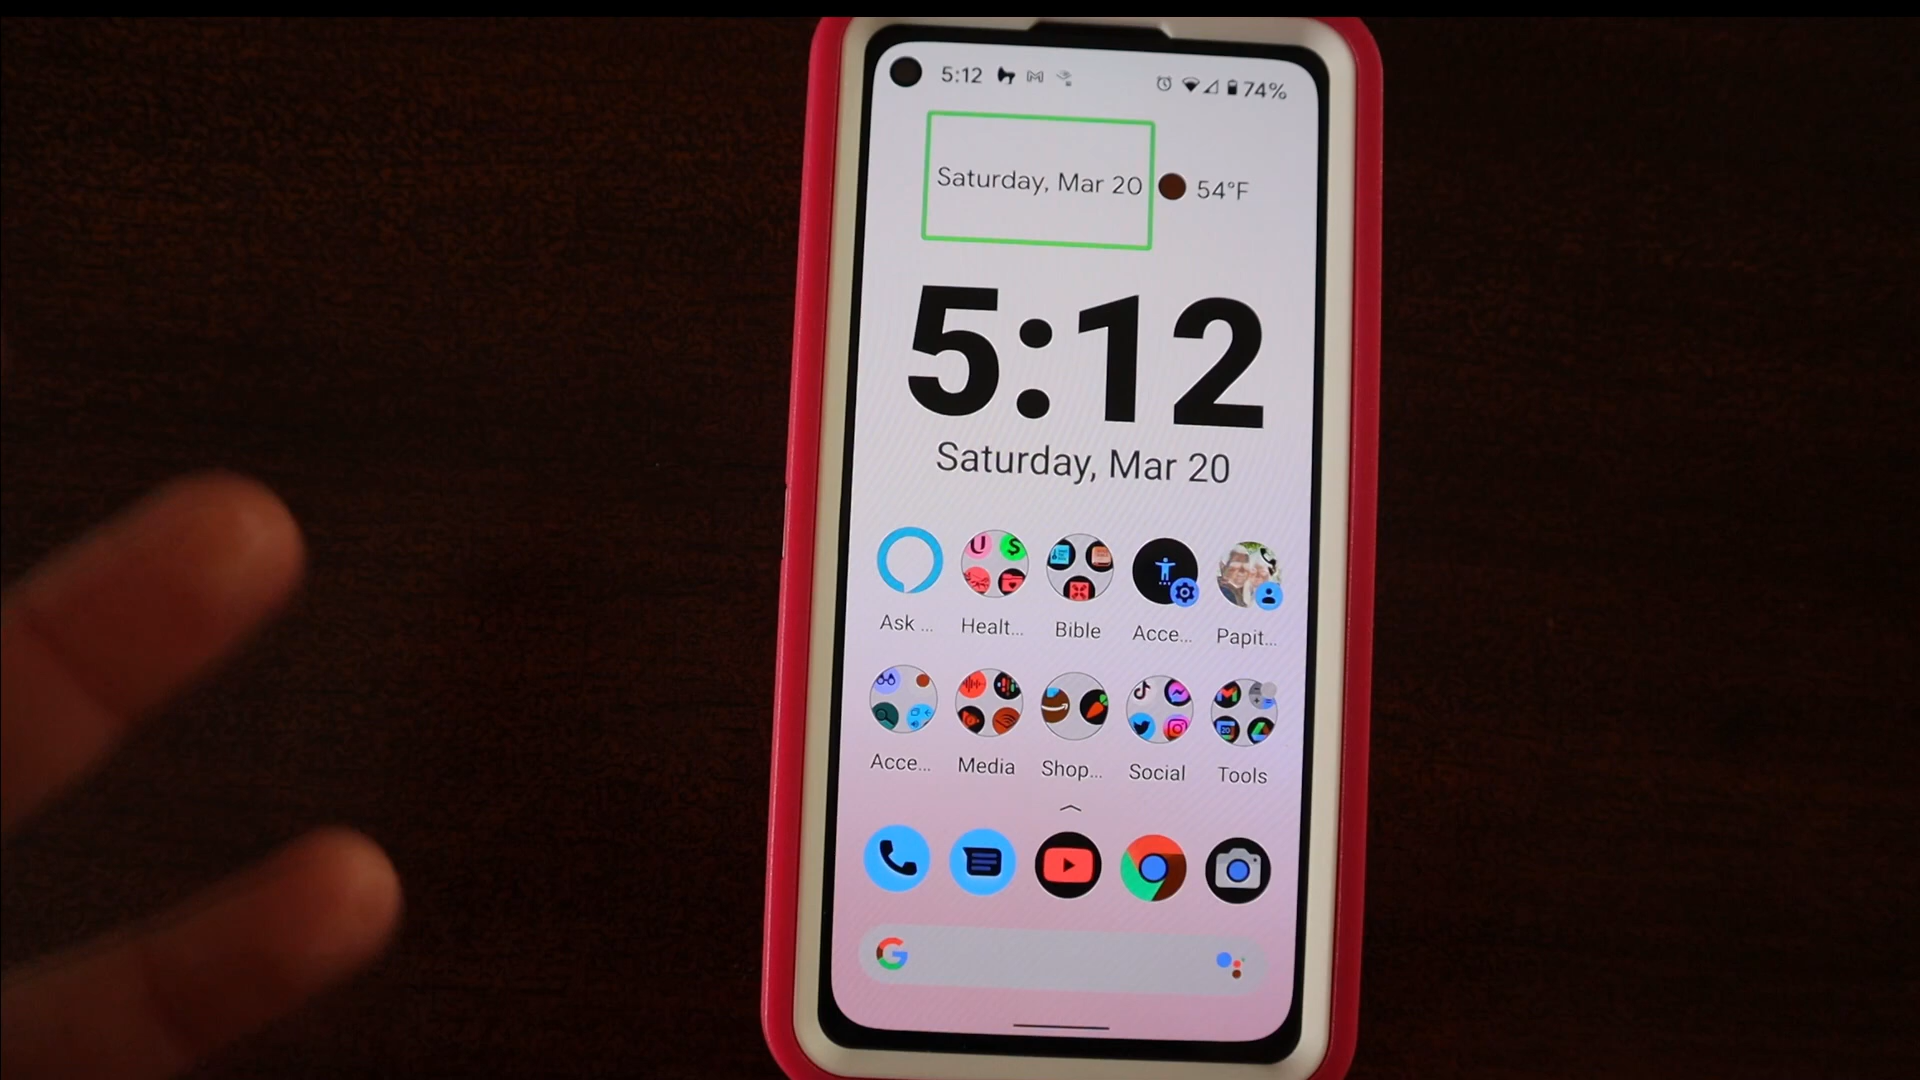 5:12 74%
Saturday, Mar 20 54°F
5:12
Saturday, Mar 20
Ask ... Healt... Bible Acce... Papit...
Acce... Media Shop... Social Tools